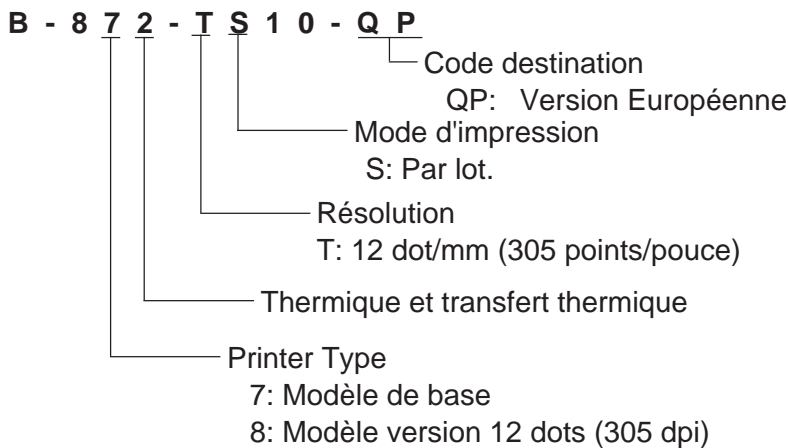 B - 8 7 2 - T S 1 0 - Q P
Code destination
QP: Version Européenne
Mode d'impression
S: Par lot.
Résolution
T: 12 dot/mm (305 points/pouce)
Thermique et transfert thermique
Printer Type
7: Modèle de base
8: Modèle version 12 dots (305 dpi)